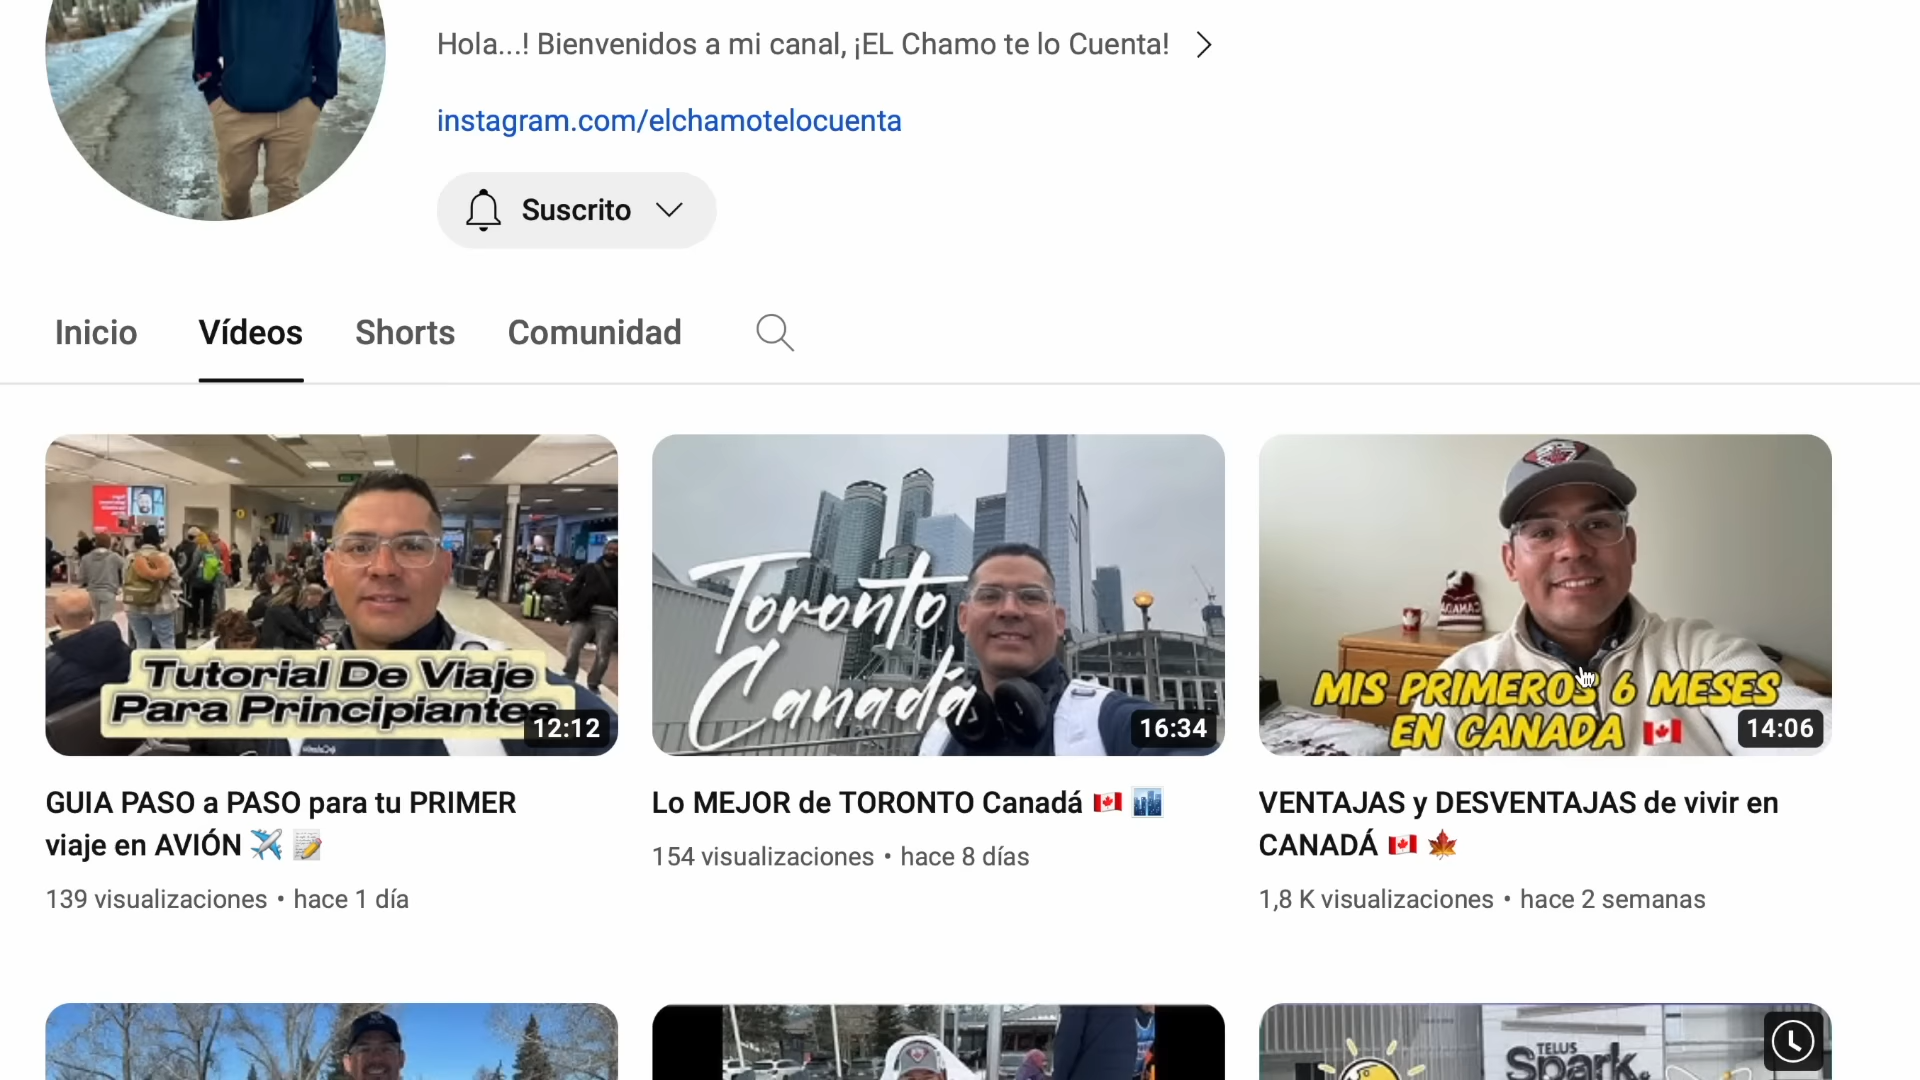 Hola...! Bienvenidos a mi canal, ¡EL Chamo te lo Cuenta!
instagram.com/elchamotelocuenta
Suscrito
Inicio
Vídeos
Shorts
Comunidad
Tutorial De Viaje
Para Principiantes
12:12
Toronto
Canadá
16:34
CANADA
MIS PRIMEROS 6 MESES
EN CANADA
14:06
GUIA PASO a PASO para tu PRIMER
viaje en AVIÓN
139 visualizaciones • hace 1 día
Lo MEJOR de TORONTO Canadá
154 visualizaciones • hace 8 días
VENTAJAS y DESVENTAJAS de vivir en
CANADÁ
1,8 K visualizaciones • hace 2 semanas
TELUS
Spark.